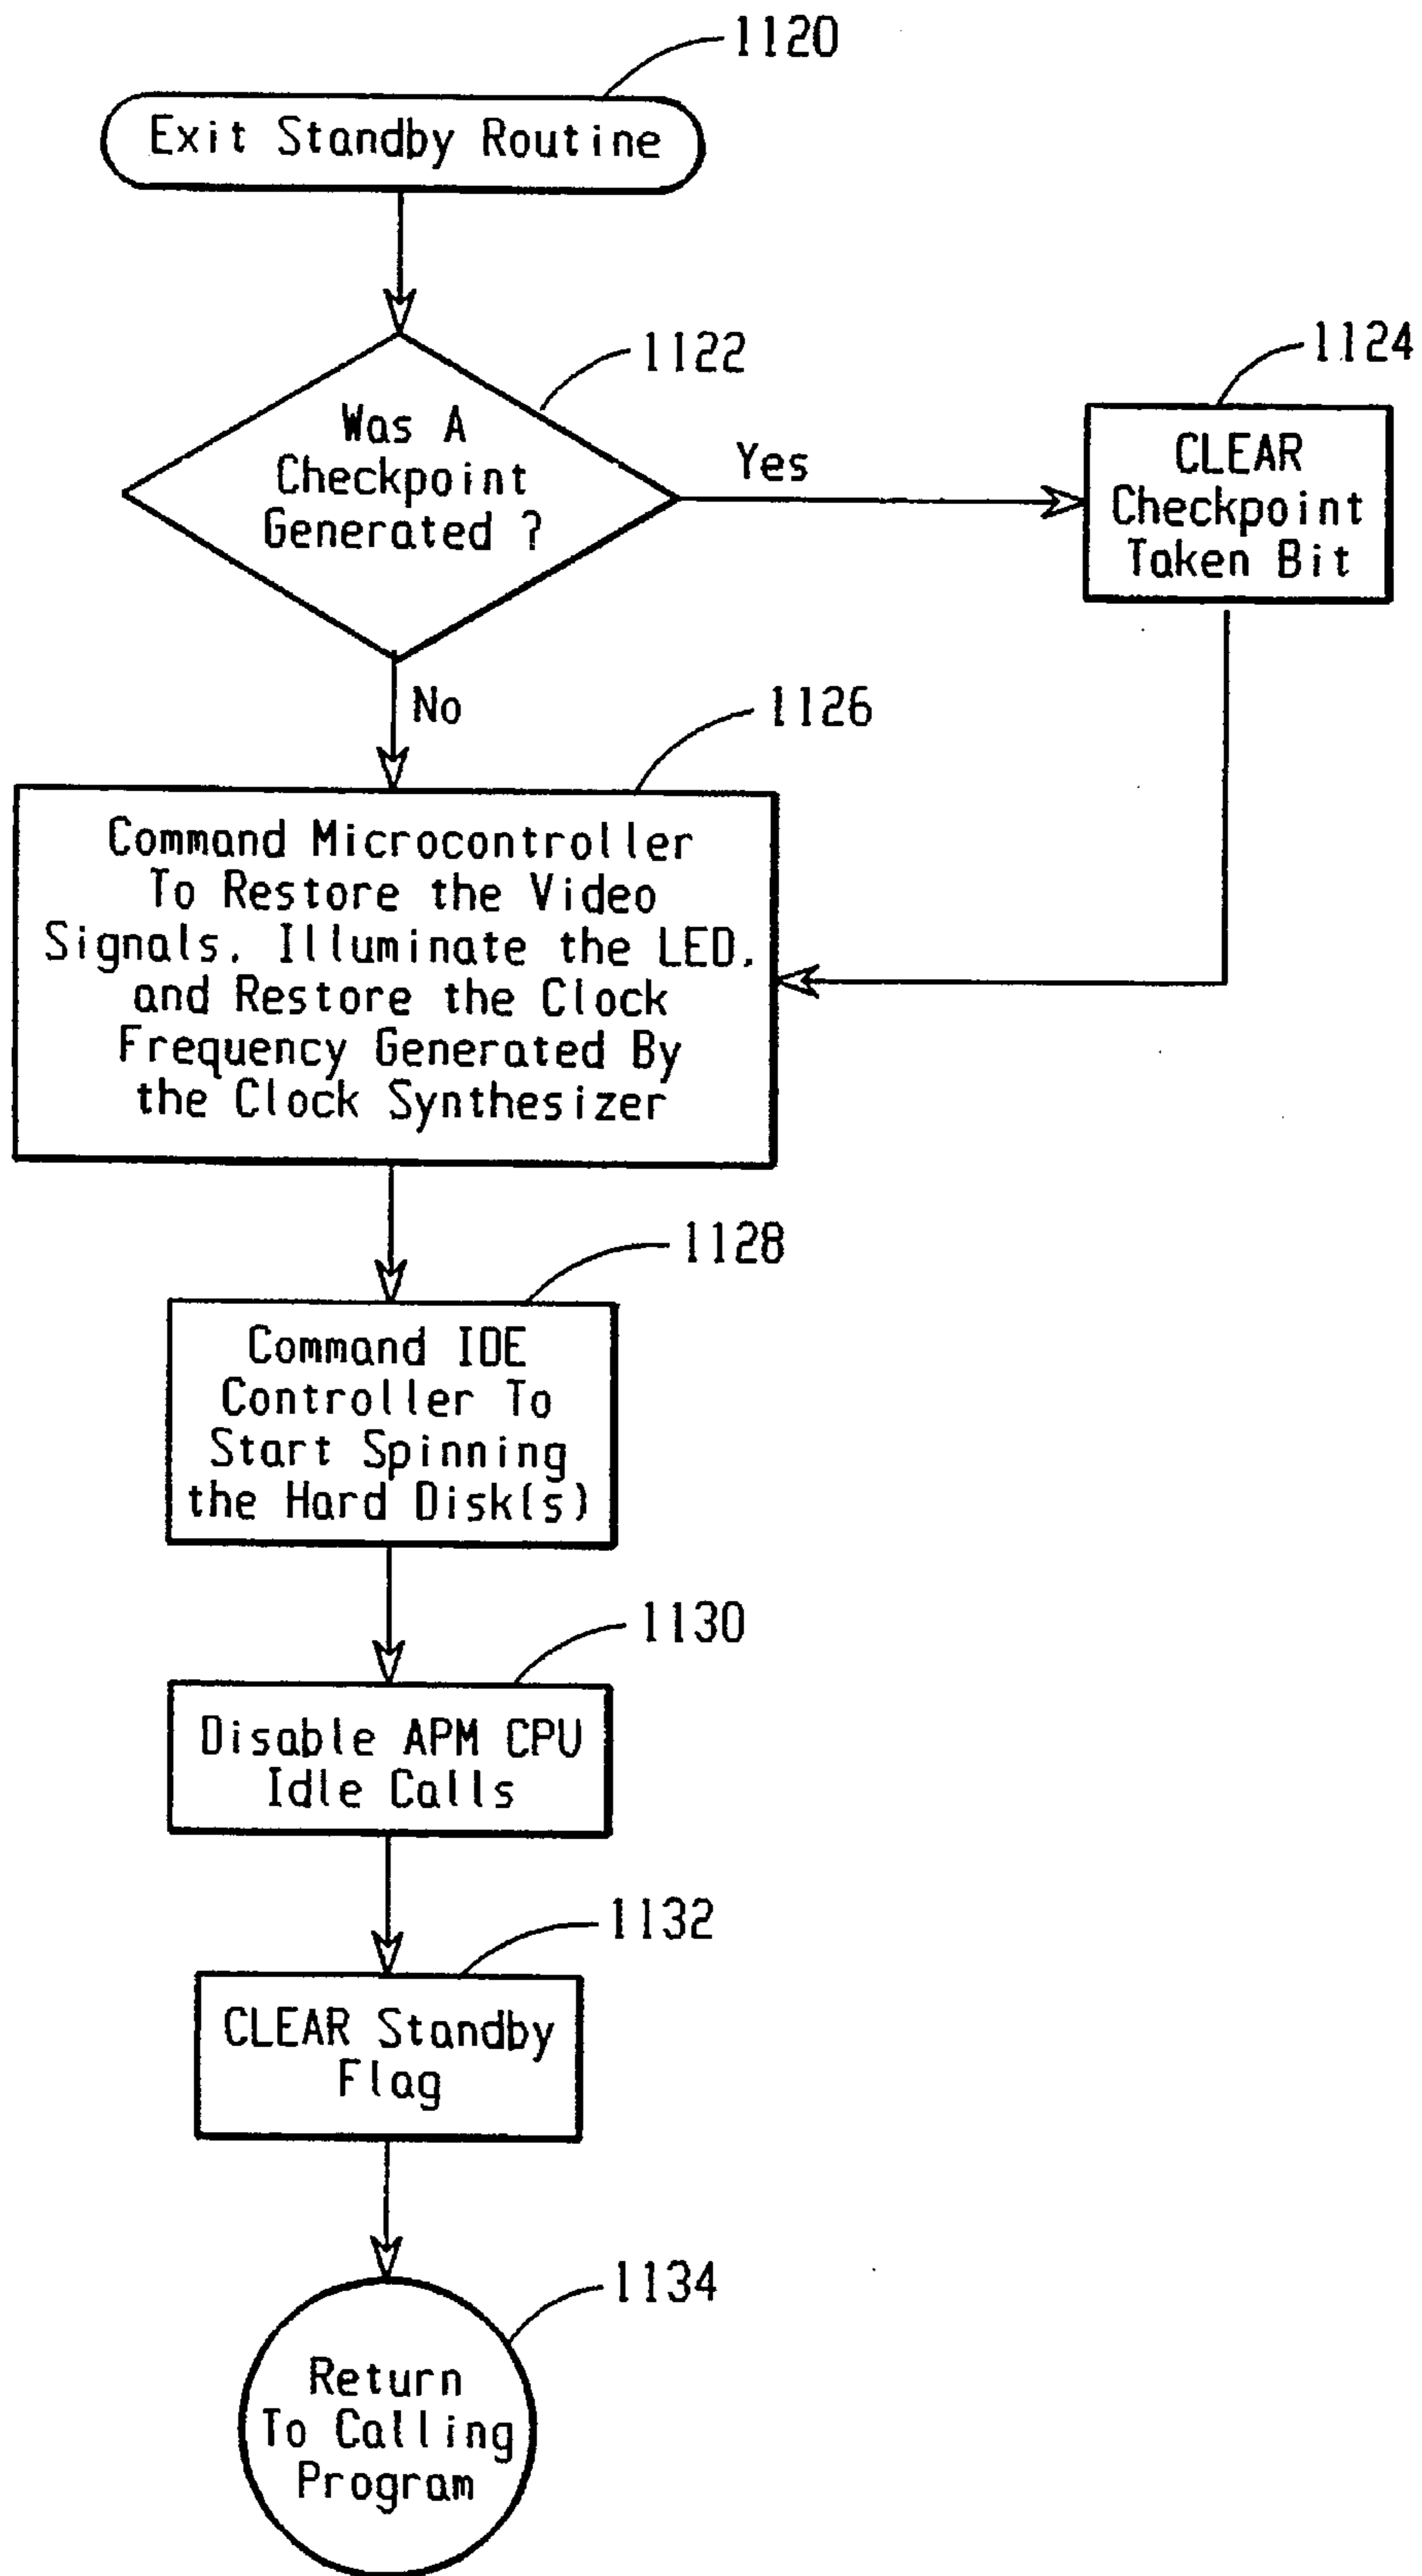 1120
Exit Standby Routine
1122
Was A
Checkpoint
Generated ?
Yes
1124
CLEAR
Checkpoint
Taken Bit
No
1126
Command Microcontroller
To Restore the Video
Signals, Illuminate the LED,
and Restore the Clock
Frequency Generated By
the Clock Synthesizer
1128
Command IDE
Controller To
Start Spinning
the Hard Disk(s)
1130
Disable APM CPU
Idle Calls
1132
CLEAR Standby
Flag
1134
Return
To Calling
Program